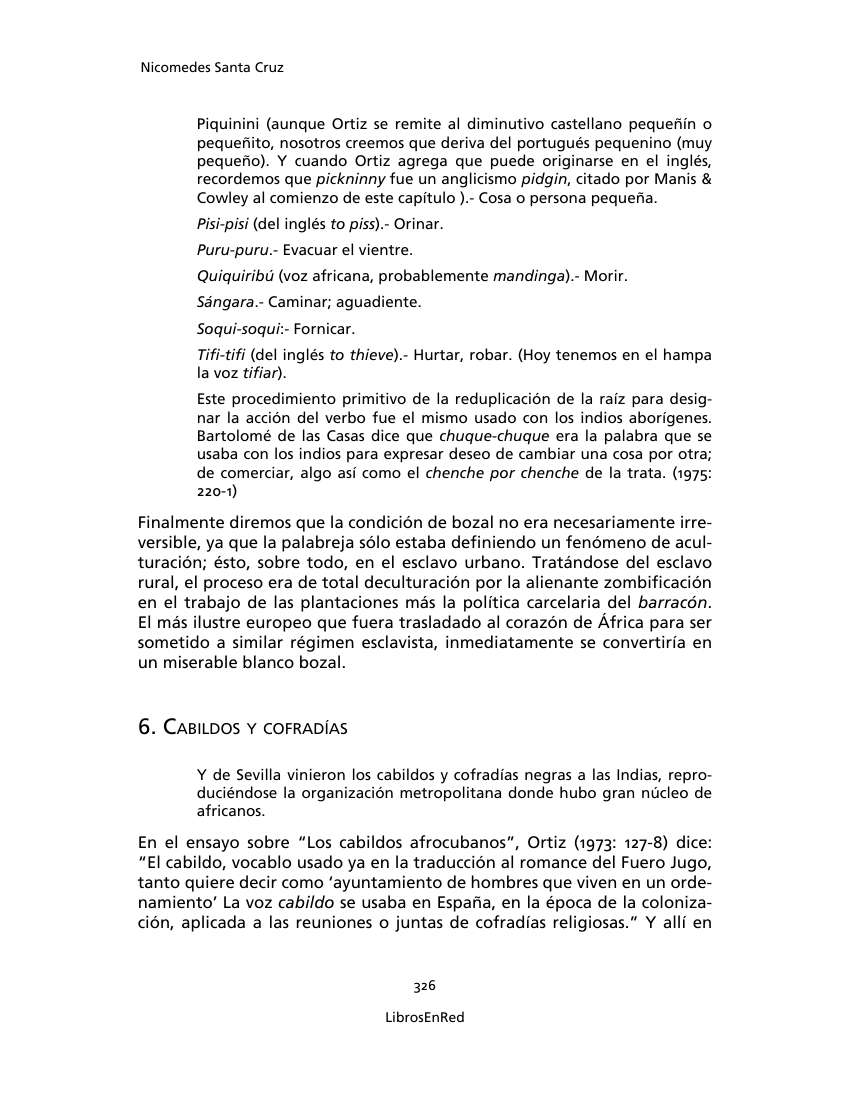 Nicomedes Santa Cruz
Piquinini (aunque Ortiz se remite al diminutivo castellano pequeñín o
pequeñito, nosotros creemos que deriva del portugués pequenino (muy
pequeño). Y cuando Ortiz agrega que puede originarse en el inglés,
recordemos que pickninny fue un anglicismo pidgin, citado por Manis &
Cowley al comienzo de este capítulo ).- Cosa o persona pequeña.
Pisi-pisi (del inglés to piss).- Orinar.
Puru-puru.- Evacuar el vientre.
Quiquiribú (voz africana, probablemente mandinga).- Morir.
Sángara.- Caminar; aguadiente.
Soqui-soqui:- Fornicar.
Tifi-tifi (del inglés to thieve).- Hurtar, robar. (Hoy tenemos en el hampa
la voz tifiar).
Este procedimiento primitivo de la reduplicación de la raíz para desig-
nar la acción del verbo fue el mismo usado con los indios aborígenes.
Bartolomé de las Casas dice que chuque-chuque era la palabra que se
usaba con los indios para expresar deseo de cambiar una cosa por otra;
de comerciar, algo así como el chenche por chenche de la trata. (1975:
220-1)
Finalmente diremos que la condición de bozal no era necesariamente irre-
versible, ya que la palabreja sólo estaba definiendo un fenómeno de acul-
turación; ésto, sobre todo, en el esclavo urbano. Tratándose del esclavo
rural, el proceso era de total deculturación por la alienante zombificación
en el trabajo de las plantaciones más la política carcelaria del barracón.
El más ilustre europeo que fuera trasladado al corazón de África para ser
sometido a similar régimen esclavista, inmediatamente se convertiría en
un miserable blanco bozal.
6. Cabildos y cofradías
Y de Sevilla vinieron los cabildos y cofradías negras a las Indias, repro-
duciéndose la organización metropolitana donde hubo gran núcleo de
africanos.
En el ensayo sobre “Los cabildos afrocubanos”, Ortiz (1973: 127-8) dice:
“El cabildo, vocablo usado ya en la traducción al romance del Fuero Jugo,
tanto quiere decir como ‘ayuntamiento de hombres que viven en un orde-
namiento’ La voz cabildo se usaba en España, en la época de la coloniza-
ción, aplicada a las reuniones o juntas de cofradías religiosas.” Y allí en
326
LibrosEnRed